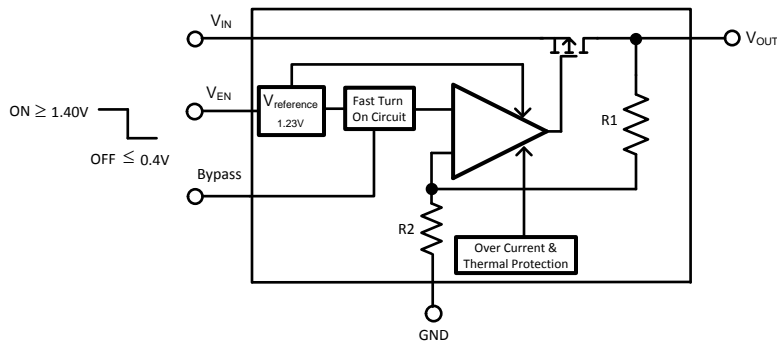 VIN
VOUT
VEN
ON ≥ 1.40V
Vreference
1.23V
Fast Turn
On Circuit
R1
OFF ≤ 0.4V
Bypass
R2
Over Current &
Thermal Protection
GND